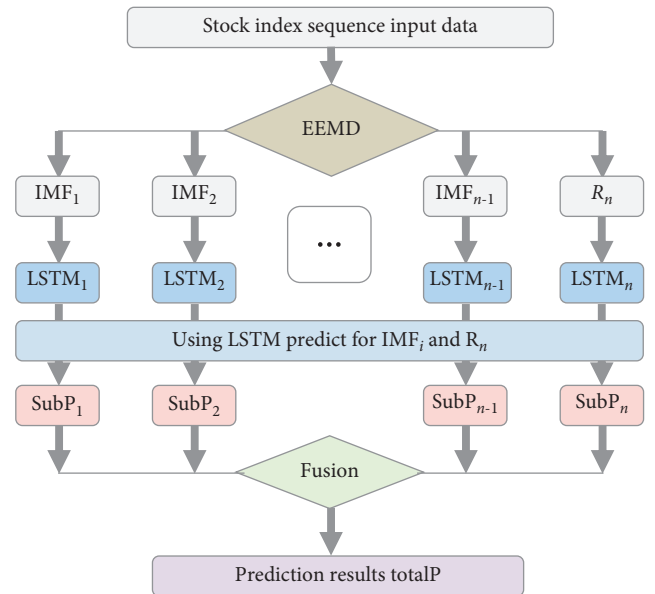 Stock index sequence input data
EEMD
IMF₁ IMF₂ IMFₙ₋₁ Rₙ
...
LSTM₁ LSTM₂ LSTMₙ₋₁ LSTMₙ
Using LSTM predict for IMFᵢ and Rₙ
SubP₁ SubP₂ SubPₙ₋₁ SubPₙ
Fusion
Prediction results totalP